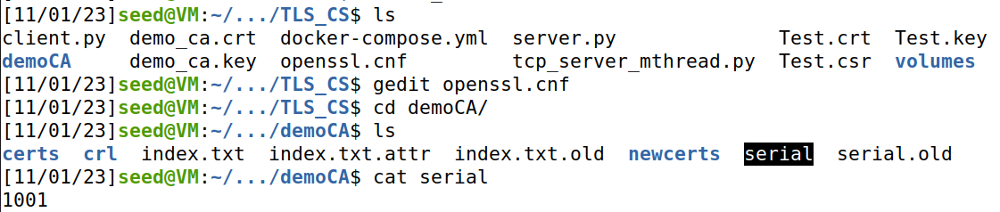 [11/01/23]seed@VM:~/.../TLS_CS$ ls
client.py  demo_ca.crt  docker-compose.yml  server.py              Test.crt  Test.key
demoCA     demo_ca.key  openssl.cnf         tcp_server_mthread.py  Test.csr  volumes
[11/01/23]seed@VM:~/.../TLS_CS$ gedit openssl.cnf
[11/01/23]seed@VM:~/.../TLS_CS$ cd demoCA/
[11/01/23]seed@VM:~/.../demoCA$ ls
certs  crl  index.txt  index.txt.attr  index.txt.old  newcerts  serial  serial.old
[11/01/23]seed@VM:~/.../demoCA$ cat serial
1001